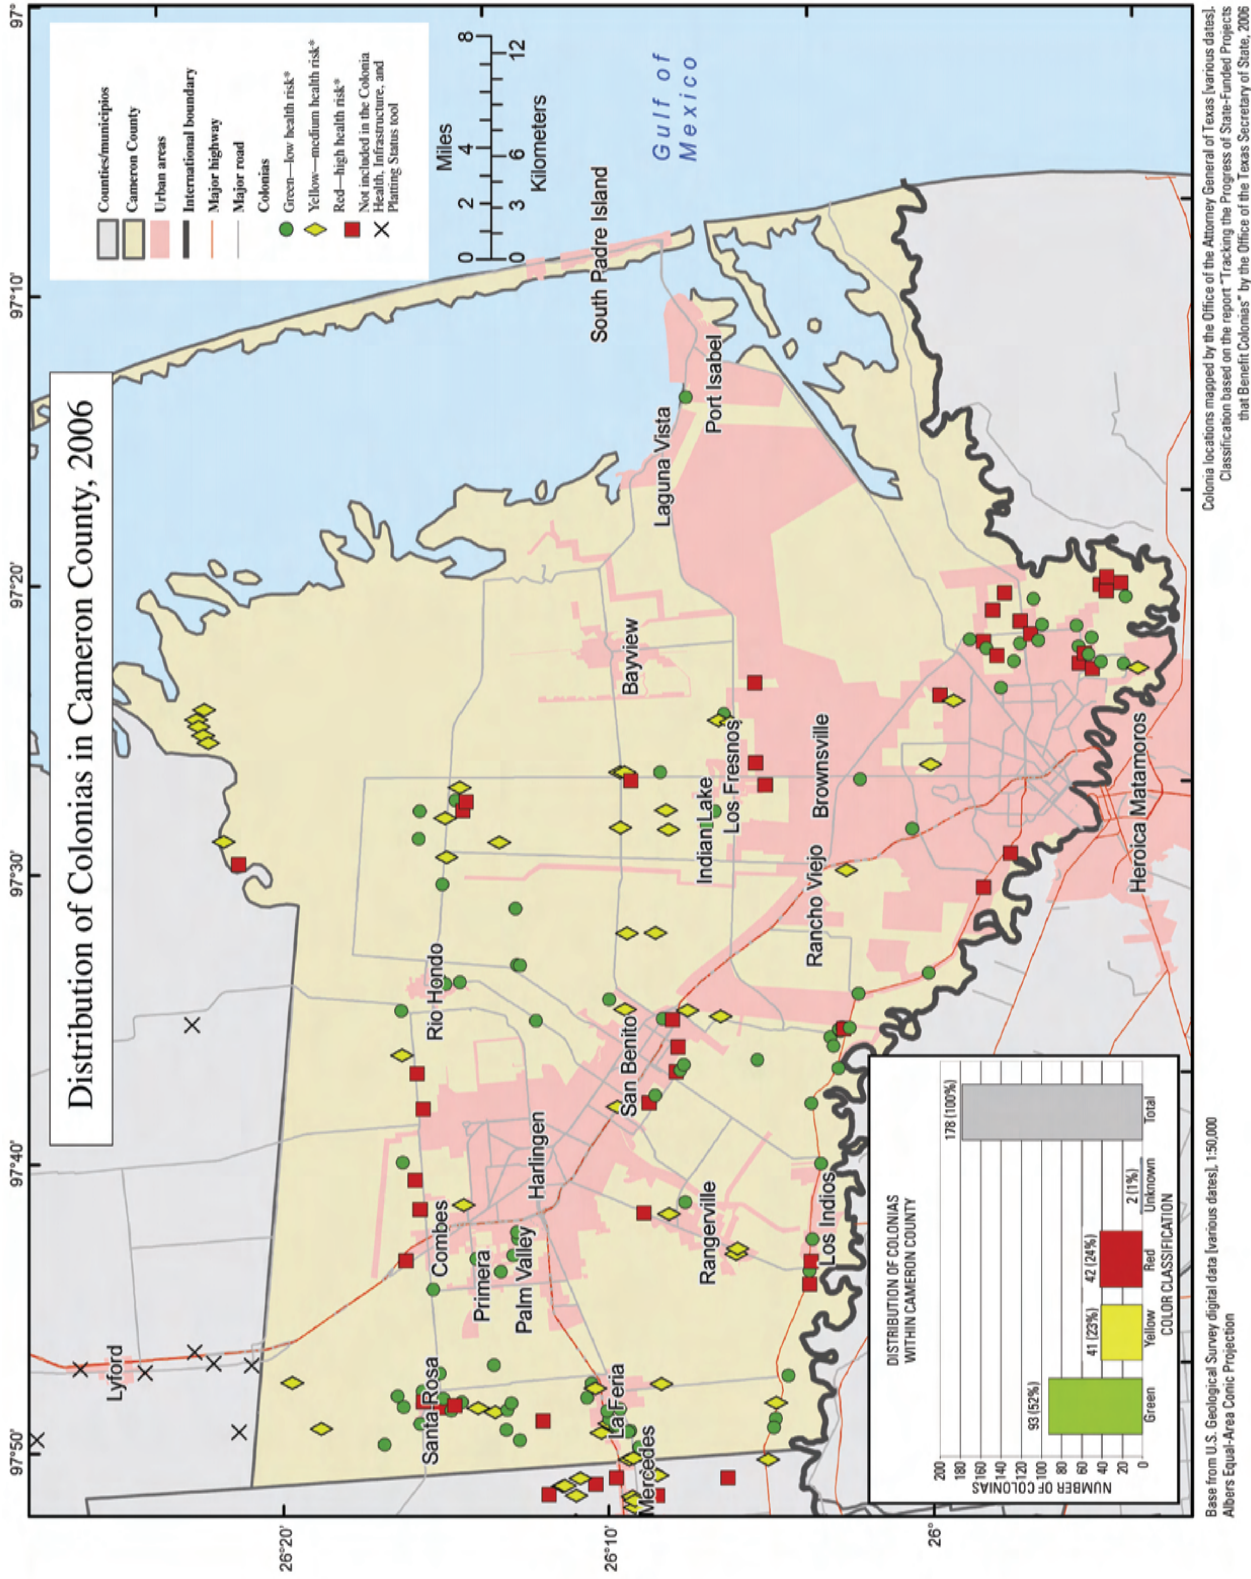 Distribution of Colonias in Cameron County, 2006
97°50'
97°40'
97°30'
97°20'
97°10'
97°
26°20'
26°10'
26°
Counties/municipios
Cameron County
Urban areas
International boundary
Major highway
Major road
Colonias
Green—low health risk*
Yellow—medium health risk*
Red—high health risk*
Not included in the Colonia
Health, Infrastructure, and
Platting Status tool
Miles
0 2 4 8
0 3 6 12
Kilometers
Gulf of
Mexico
Lyford
Santa Rosa
Combes
Primera
Palm Valley
Harlingen
Rio Hondo
La Feria
Mercedes
San Benito
Rangerville
Los Indios
Rancho Viejo
Indian Lake
Los Fresnos
Bayview
Brownsville
Laguna Vista
Port Isabel
South Padre Island
Heroica Matamoros
DISTRIBUTION OF COLONIAS
WITHIN CAMERON COUNTY
NUMBER OF COLONIAS
200
180
160
140
120
100
80
60
40
20
0
93 (52%)
41 (23%)
42 (24%)
2 (1%)
178 (100%)
Green Yellow Red Unknown Total
COLOR CLASSIFICATION
Base from U.S. Geological Survey digital data [various dates], 1:50,000
Albers Equal-Area Conic Projection
Colonia locations mapped by the Office of the Attorney General of Texas [various dates].
Classification based on the report "Tracking the Progress of State-Funded Projects
that Benefit Colonias" by the Office of the Texas Secretary of State, 2006